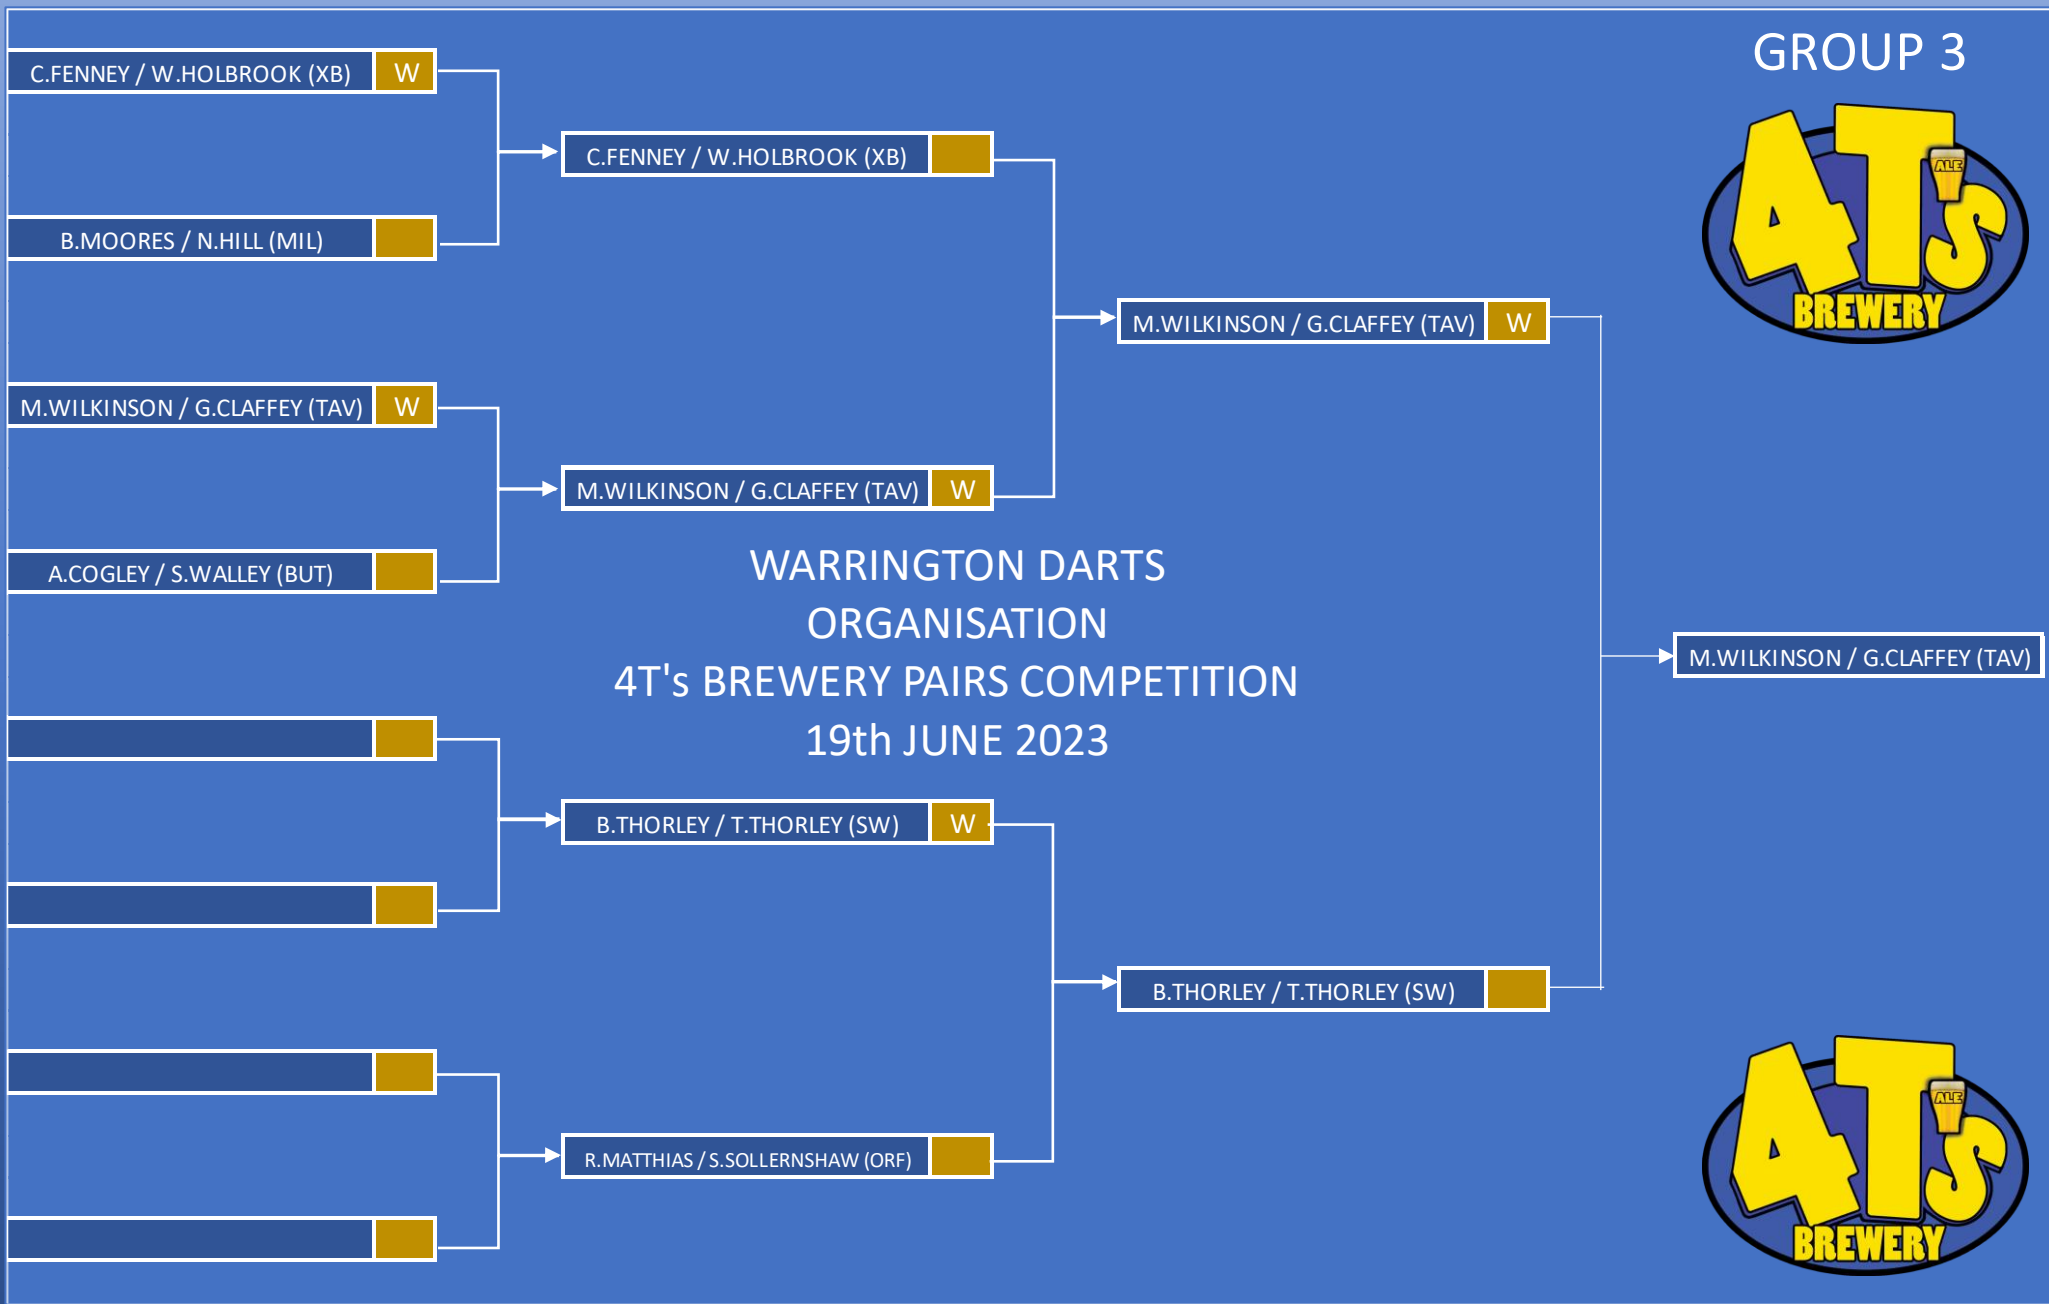 GROUP 3
4T's
ALE
BREWERY
C.FENNEY / W.HOLBROOK (XB) W
B.MOORES / N.HILL (MIL)
M.WILKINSON / G.CLAFFEY (TAV) W
A.COGLEY / S.WALLEY (BUT)
C.FENNEY / W.HOLBROOK (XB)
M.WILKINSON / G.CLAFFEY (TAV) W
B.THORLEY / T.THORLEY (SW) W
R.MATTHIAS / S.SOLLERNSHAW (ORF)
M.WILKINSON / G.CLAFFEY (TAV) W
B.THORLEY / T.THORLEY (SW)
M.WILKINSON / G.CLAFFEY (TAV)
WARRINGTON DARTS
ORGANISATION
4T's BREWERY PAIRS COMPETITION
19th JUNE 2023
4T's
ALE
BREWERY